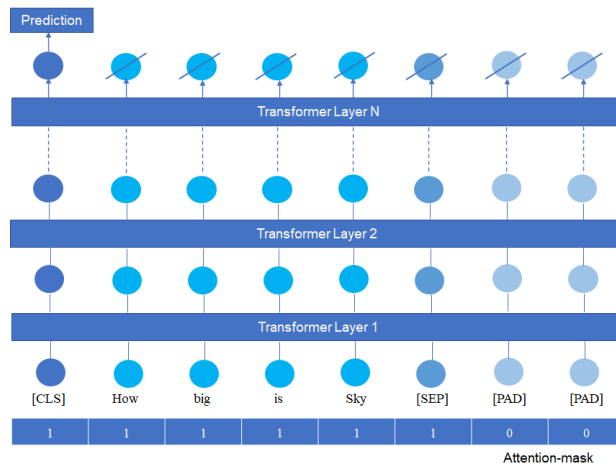 Prediction
Transformer Layer N
Transformer Layer 2
Transformer Layer 1
[CLS] How big is Sky [SEP] [PAD] [PAD]
1 1 1 1 1 1 0 0
Attention-mask